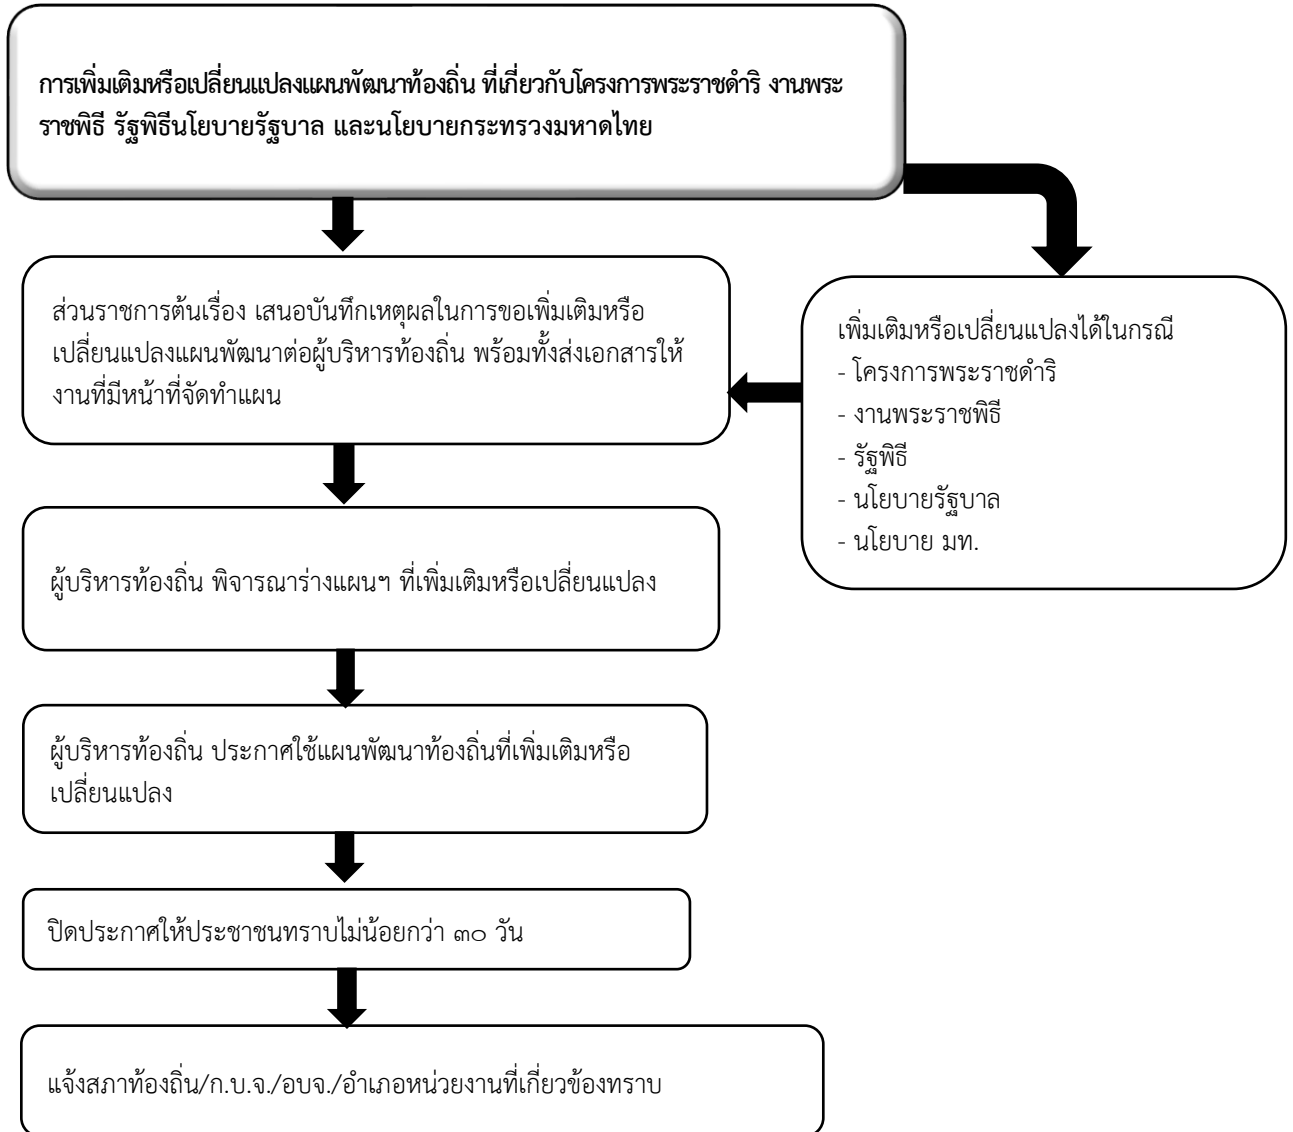 การเพิ่มเติมหรือเปลี่ยนแปลงแผนพัฒนาท้องถิ่น ที่เกี่ยวกับโครงการพระราชดำริ งานพระ
ราชพิธี รัฐพิธีนโยบายรัฐบาล และนโยบายกระทรวงมหาดไทย
ส่วนราชการต้นเรื่อง เสนอบันทึกเหตุผลในการขอเพิ่มเติมหรือ
เปลี่ยนแปลงแผนพัฒนาต่อผู้บริหารท้องถิ่น พร้อมทั้งส่งเอกสารให้
งานที่มีหน้าที่จัดทำแผน
เพิ่มเติมหรือเปลี่ยนแปลงได้ในกรณี
- โครงการพระราชดำริ
- งานพระราชพิธี
- รัฐพิธี
- นโยบายรัฐบาล
- นโยบาย มท.
ผู้บริหารท้องถิ่น พิจารณาร่างแผนฯ ที่เพิ่มเติมหรือเปลี่ยนแปลง
ผู้บริหารท้องถิ่น ประกาศใช้แผนพัฒนาท้องถิ่นที่เพิ่มเติมหรือ
เปลี่ยนแปลง
ปิดประกาศให้ประชาชนทราบไม่น้อยกว่า ๓๐ วัน
แจ้งสภาท้องถิ่น/ก.บ.จ./อบจ./อำเภอหน่วยงานที่เกี่ยวข้องทราบ